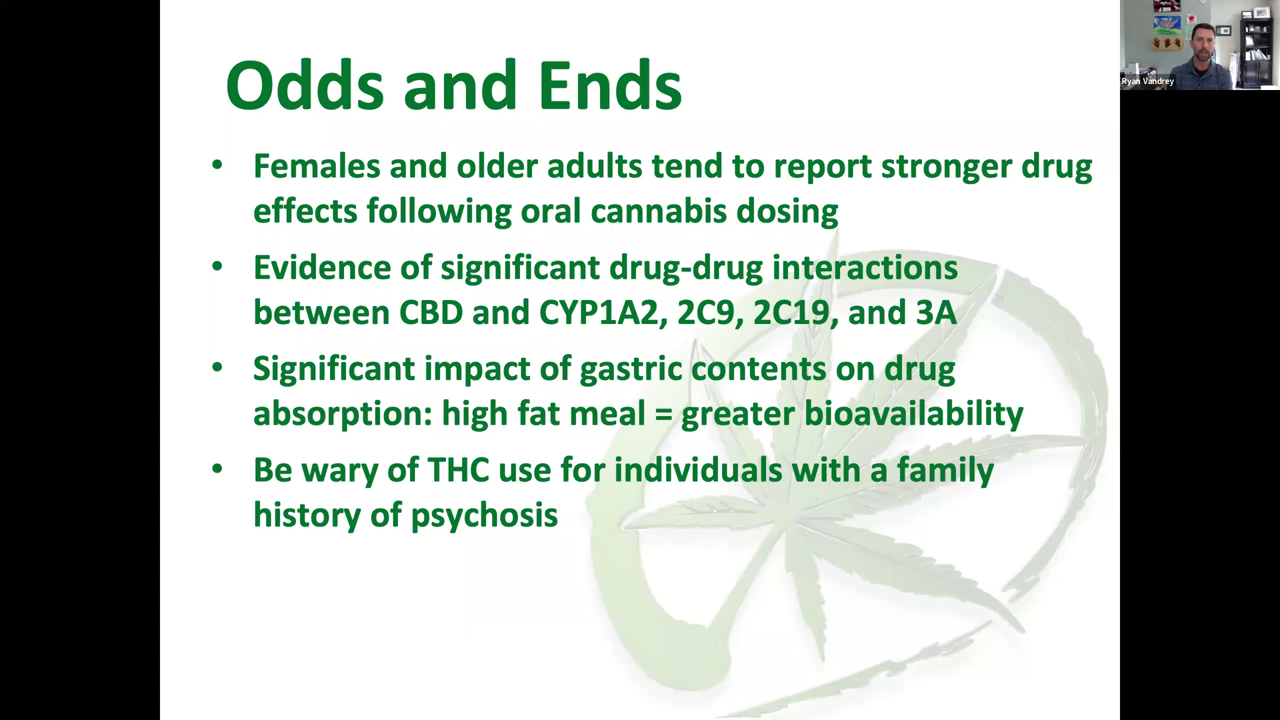 Odds and Ends
• Females and older adults tend to report stronger drug
effects following oral cannabis dosing
• Evidence of significant drug-drug interactions
between CBD and CYP1A2, 2C9, 2C19, and 3A
• Significant impact of gastric contents on drug
absorption: high fat meal = greater bioavailability
• Be wary of THC use for individuals with a family
history of psychosis
Ryan Vandrey